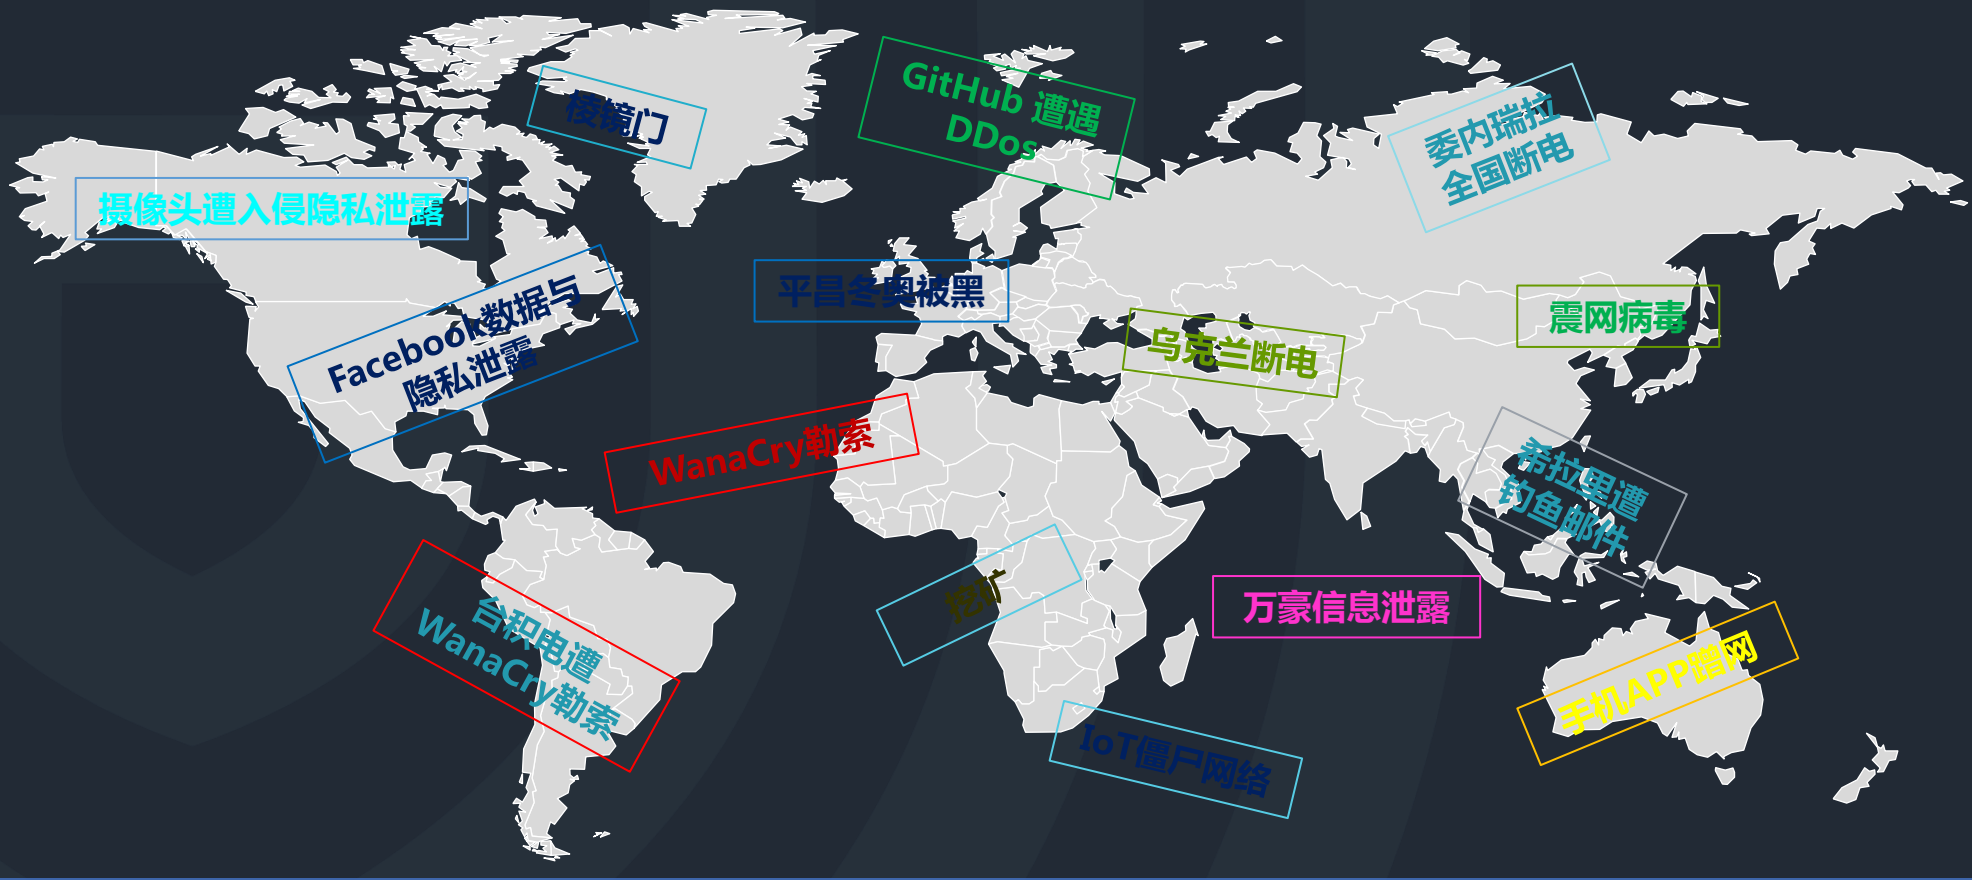 棱镜门
GitHub 遭遇
DDos
委内瑞拉
全国断电
摄像头遭入侵隐私泄露
平昌冬奥被黑
震网病毒
Facebook数据与
隐私泄露
乌克兰断电
WanaCry勒索
希拉里遭
钓鱼邮件
挖矿
万豪信息泄露
台积电遭
WanaCry勒索
手机APP蹭网
IoT僵尸网络